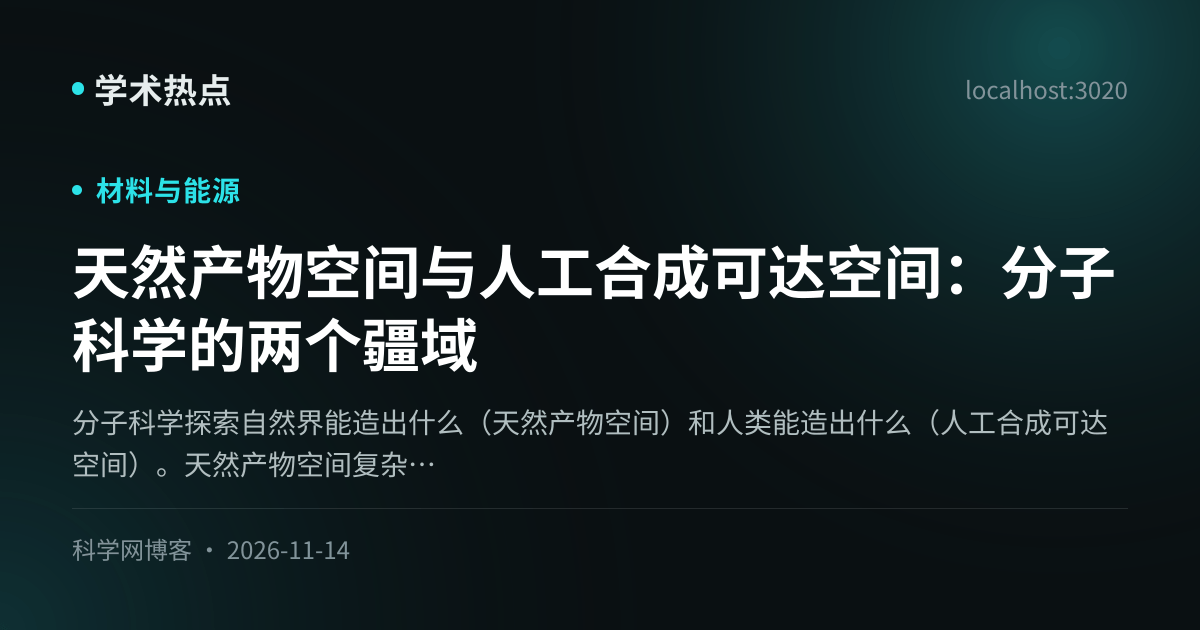 学术热点
localhost:3020
材料与能源
天然产物空间与人工合成可达空间：分子
科学的两个疆域
分子科学探索自然界能造出什么（天然产物空间）和人类能造出什么（人工合成可达
空间）。天然产物空间复杂…
科学网博客 • 2026-11-14